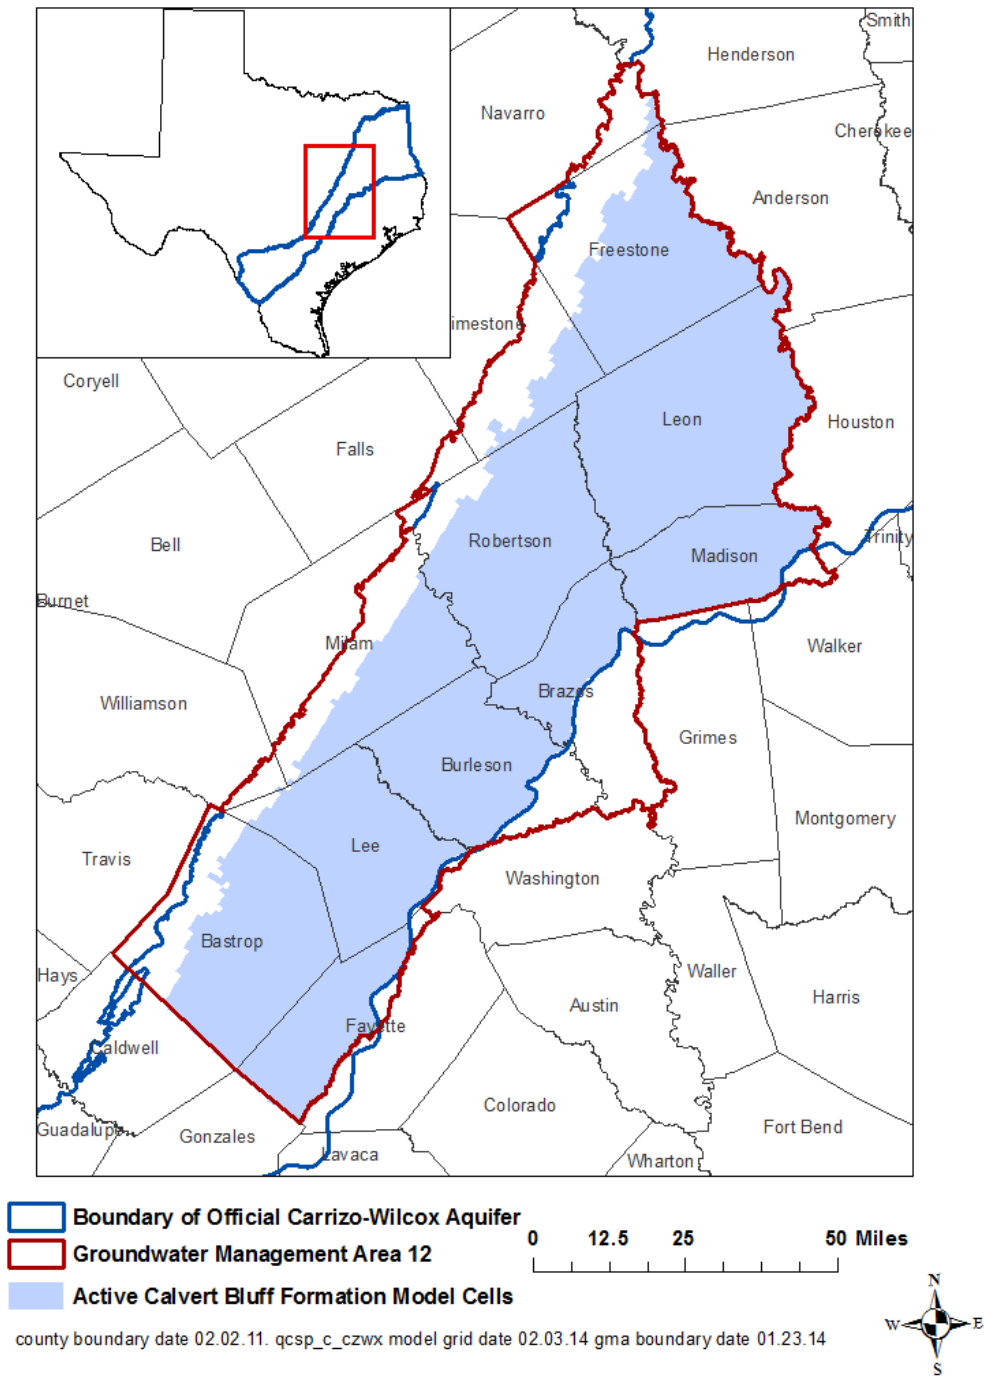 Smith
Henderson
Navarro
Cherokee
Anderson
Freestone
imestone
Coryell
Leon
Houston
Falls
Robertson
Bell
Trinity
Madison
Burnet
Milam
Walker
Brazos
Williamson
Grimes
Burleson
Montgomery
Lee
Travis
Washington
Bastrop
Hays
Waller
Harris
Austin
Fayette
Caldwell
Colorado
Fort Bend
Guadalup
Gonzales
Lavaca
Wharton
Boundary of Official Carrizo-Wilcox Aquifer
Groundwater Management Area 12
Active Calvert Bluff Formation Model Cells
0 12.5 25 50 Miles
N
W E
S
county boundary date 02.02.11. qcsp_c_czwx model grid date 02.03.14 gma boundary date 01.23.14